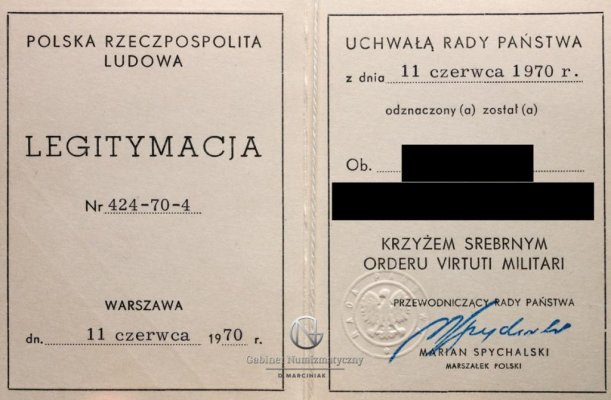 POLSKA RZECZPOSPOLITA
LUDOWA
LEGITYMACJA
Nr 424-70-4
WARSZAWA
dn. 11 czerwca 1970 r.
UCHWAŁĄ RADY PAŃSTWA
z dnia 11 czerwca 1970 r.
odznaczony (a) został (a)
Ob.
KRZYŻEM SREBRNYM
ORDERU VIRTUTI MILITARI
PRZEWODNICZĄCY RADY PAŃSTWA
MSpychalski
MARIAN SPYCHALSKI
MARSZAŁEK POLSKI
GN
Gabinet Numizmatyczny
D. MARCINIAK